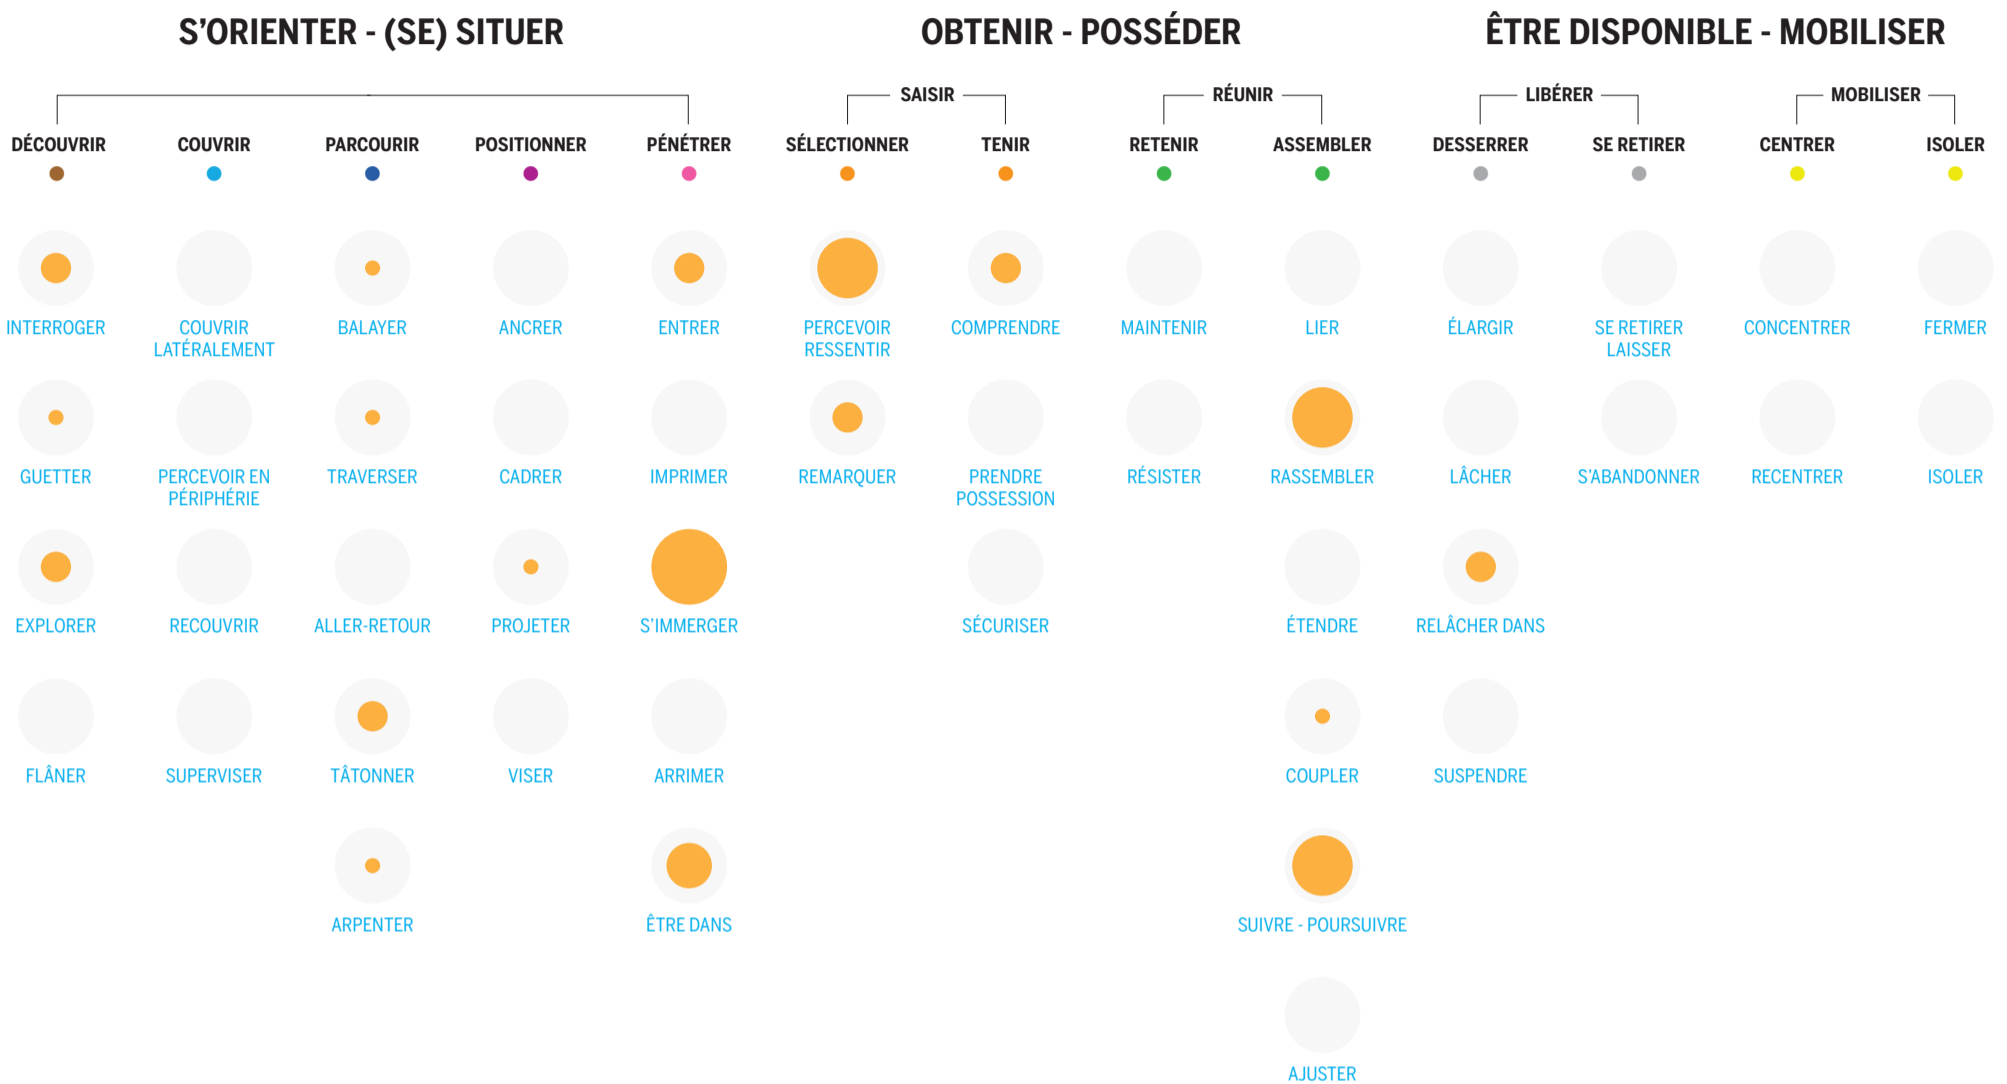 S’ORIENTER - (SE) SITUER
OBTENIR - POSSÉDER
ÊTRE DISPONIBLE - MOBILISER
SAISIR
RÉUNIR
LIBÉRER
MOBILISER
DÉCOUVRIR
COUVRIR
PARCOURIR
POSITIONNER
PÉNÉTRER
SÉLECTIONNER
TENIR
RETENIR
ASSEMBLER
DESSERRER
SE RETIRER
CENTRER
ISOLER
INTERROGER
COUVRIR
LATÉRALEMENT
BALAYER
ANCRER
ENTRER
PERCEVOIR
RESSENTIR
COMPRENDRE
MAINTENIR
LIER
ÉLARGIR
SE RETIRER
LAISSER
CONCENTRER
FERMER
GUETTER
PERCEVOIR EN
PÉRIPHÉRIE
TRAVERSER
CADRER
IMPRIMER
REMARQUER
PRENDRE
POSSESSION
RÉSISTER
RASSEMBLER
LÂCHER
S’ABANDONNER
RECENTRER
ISOLER
EXPLORER
RECOUVRIR
ALLER-RETOUR
PROJETER
S’IMMERGER
SÉCURISER
ÉTENDRE
RELÂCHER DANS
FLÂNER
SUPERVISER
TÂTONNER
VISER
ARRIMER
COUPLER
SUSPENDRE
ARPENTER
ÊTRE DANS
SUIVRE - POURSUIVRE
AJUSTER